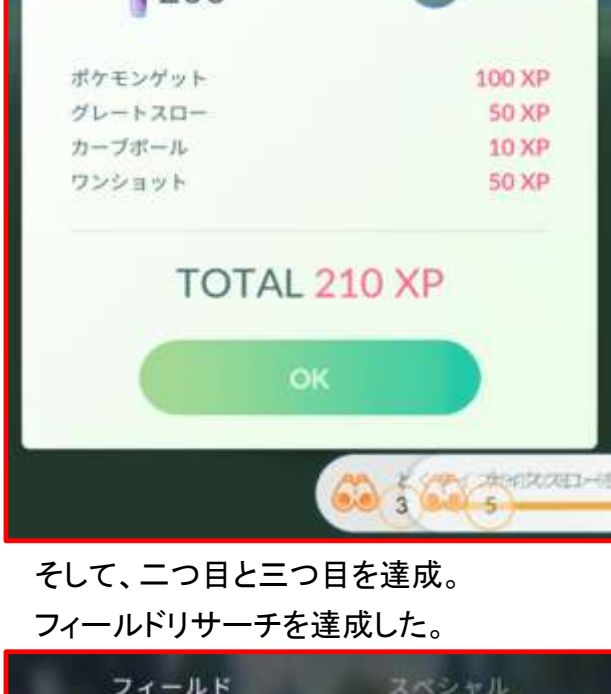 ポケモンゲット 100 XP
グレートスロー 50 XP
カーブボール 10 XP
ワンショット 50 XP
TOTAL 210 XP
OK
3 5
そして、二つ目と三つ目を達成。
フィールドリサーチを達成した。
フィールド スペシャル